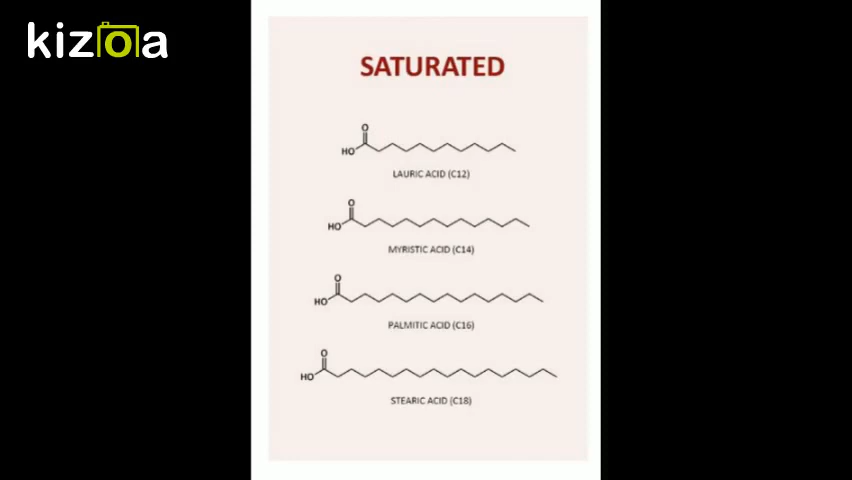 kizoa
SATURATED
O
HO
LAURIC ACID (C12)
O
HO
MYRISTIC ACID (C14)
O
HO
PALMITIC ACID (C16)
O
HO
STEARIC ACID (C18)